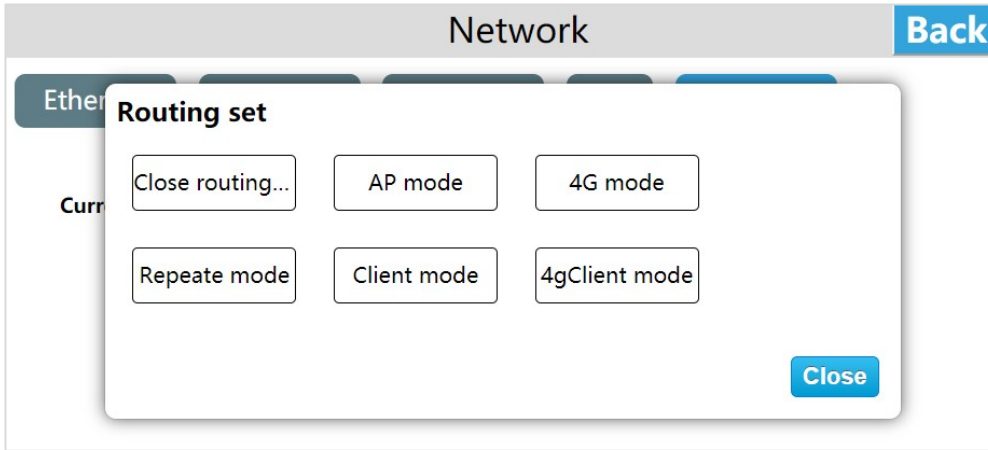 Network
Back
Ether
Routing set
Close routing...
AP mode
4G mode
Curr
Repeate mode
Client mode
4gClient mode
Close